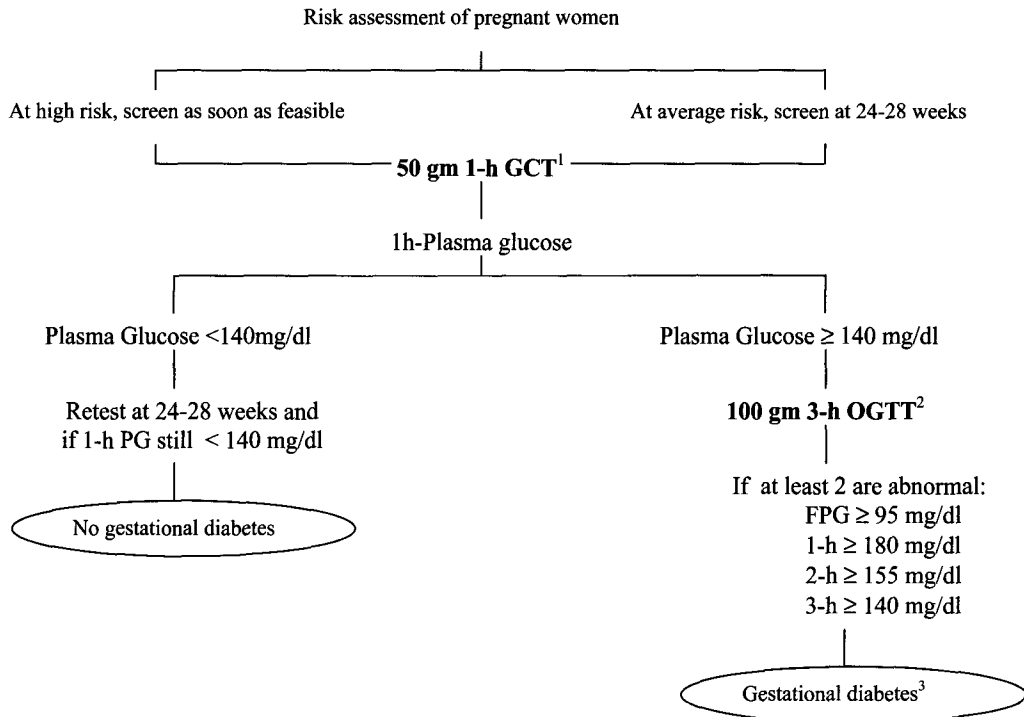 Risk assessment of pregnant women
At high risk, screen as soon as feasible
At average risk, screen at 24-28 weeks
50 gm 1-h GCT¹
1h-Plasma glucose
Plasma Glucose <140mg/dl
Plasma Glucose ≥ 140 mg/dl
Retest at 24-28 weeks and
if 1-h PG still < 140 mg/dl
100 gm 3-h OGTT²
If at least 2 are abnormal:
FPG ≥ 95 mg/dl
1-h ≥ 180 mg/dl
2-h ≥ 155 mg/dl
3-h ≥ 140 mg/dl
No gestational diabetes
Gestational diabetes³